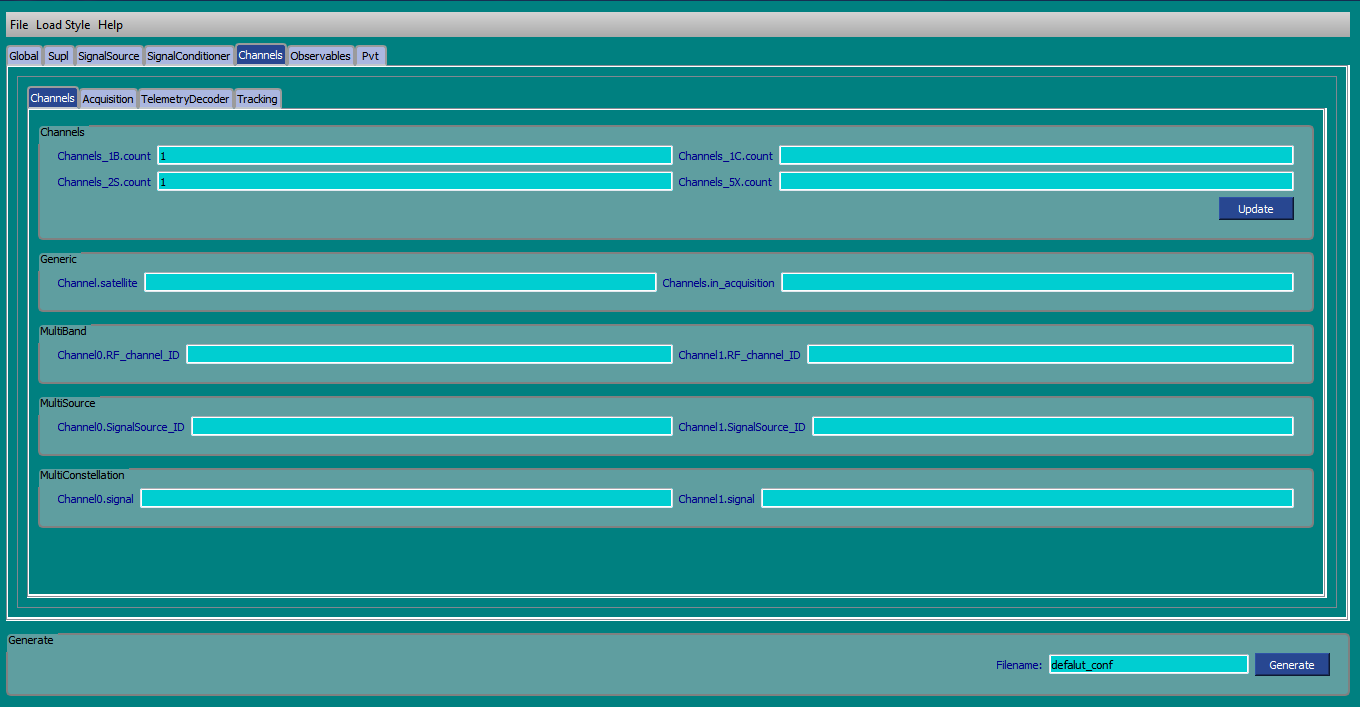 File Load Style Help
Global Supl SignalSource SignalConditioner Channels Observables Pvt
Channels Acquisition TelemetryDecoder Tracking
Channels
Channels_1B.count 1 Channels_1C.count
Channels_2S.count 1 Channels_5X.count
Update
Generic
Channel.satellite Channels.in_acquisition
MultiBand
Channel0.RF_channel_ID Channel1.RF_channel_ID
MultiSource
Channel0.SignalSource_ID Channel1.SignalSource_ID
MultiConstellation
Channel0.signal Channel1.signal
Generate
Filename: defalut_conf Generate